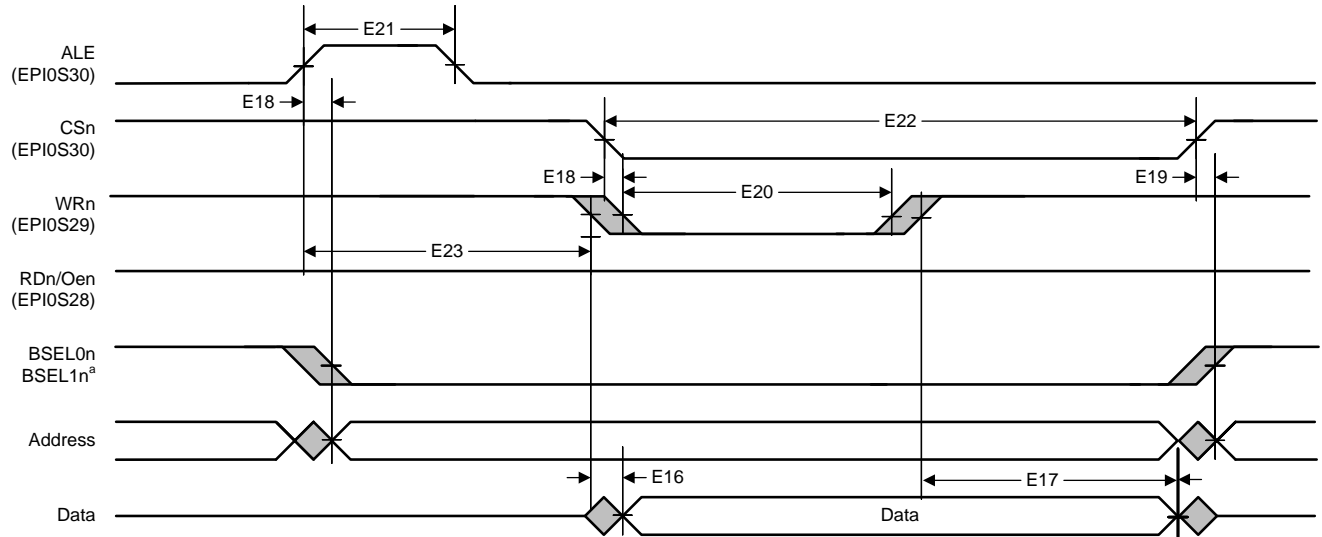 E21
ALE
(EPI0S30)
E18
CSn
(EPI0S30)
E22
E18
E20
E19
WRn
(EPI0S29)
E23
RDn/Oen
(EPI0S28)
BSEL0n
BSEL1nᵃ
Address
E16
E17
Data
Data